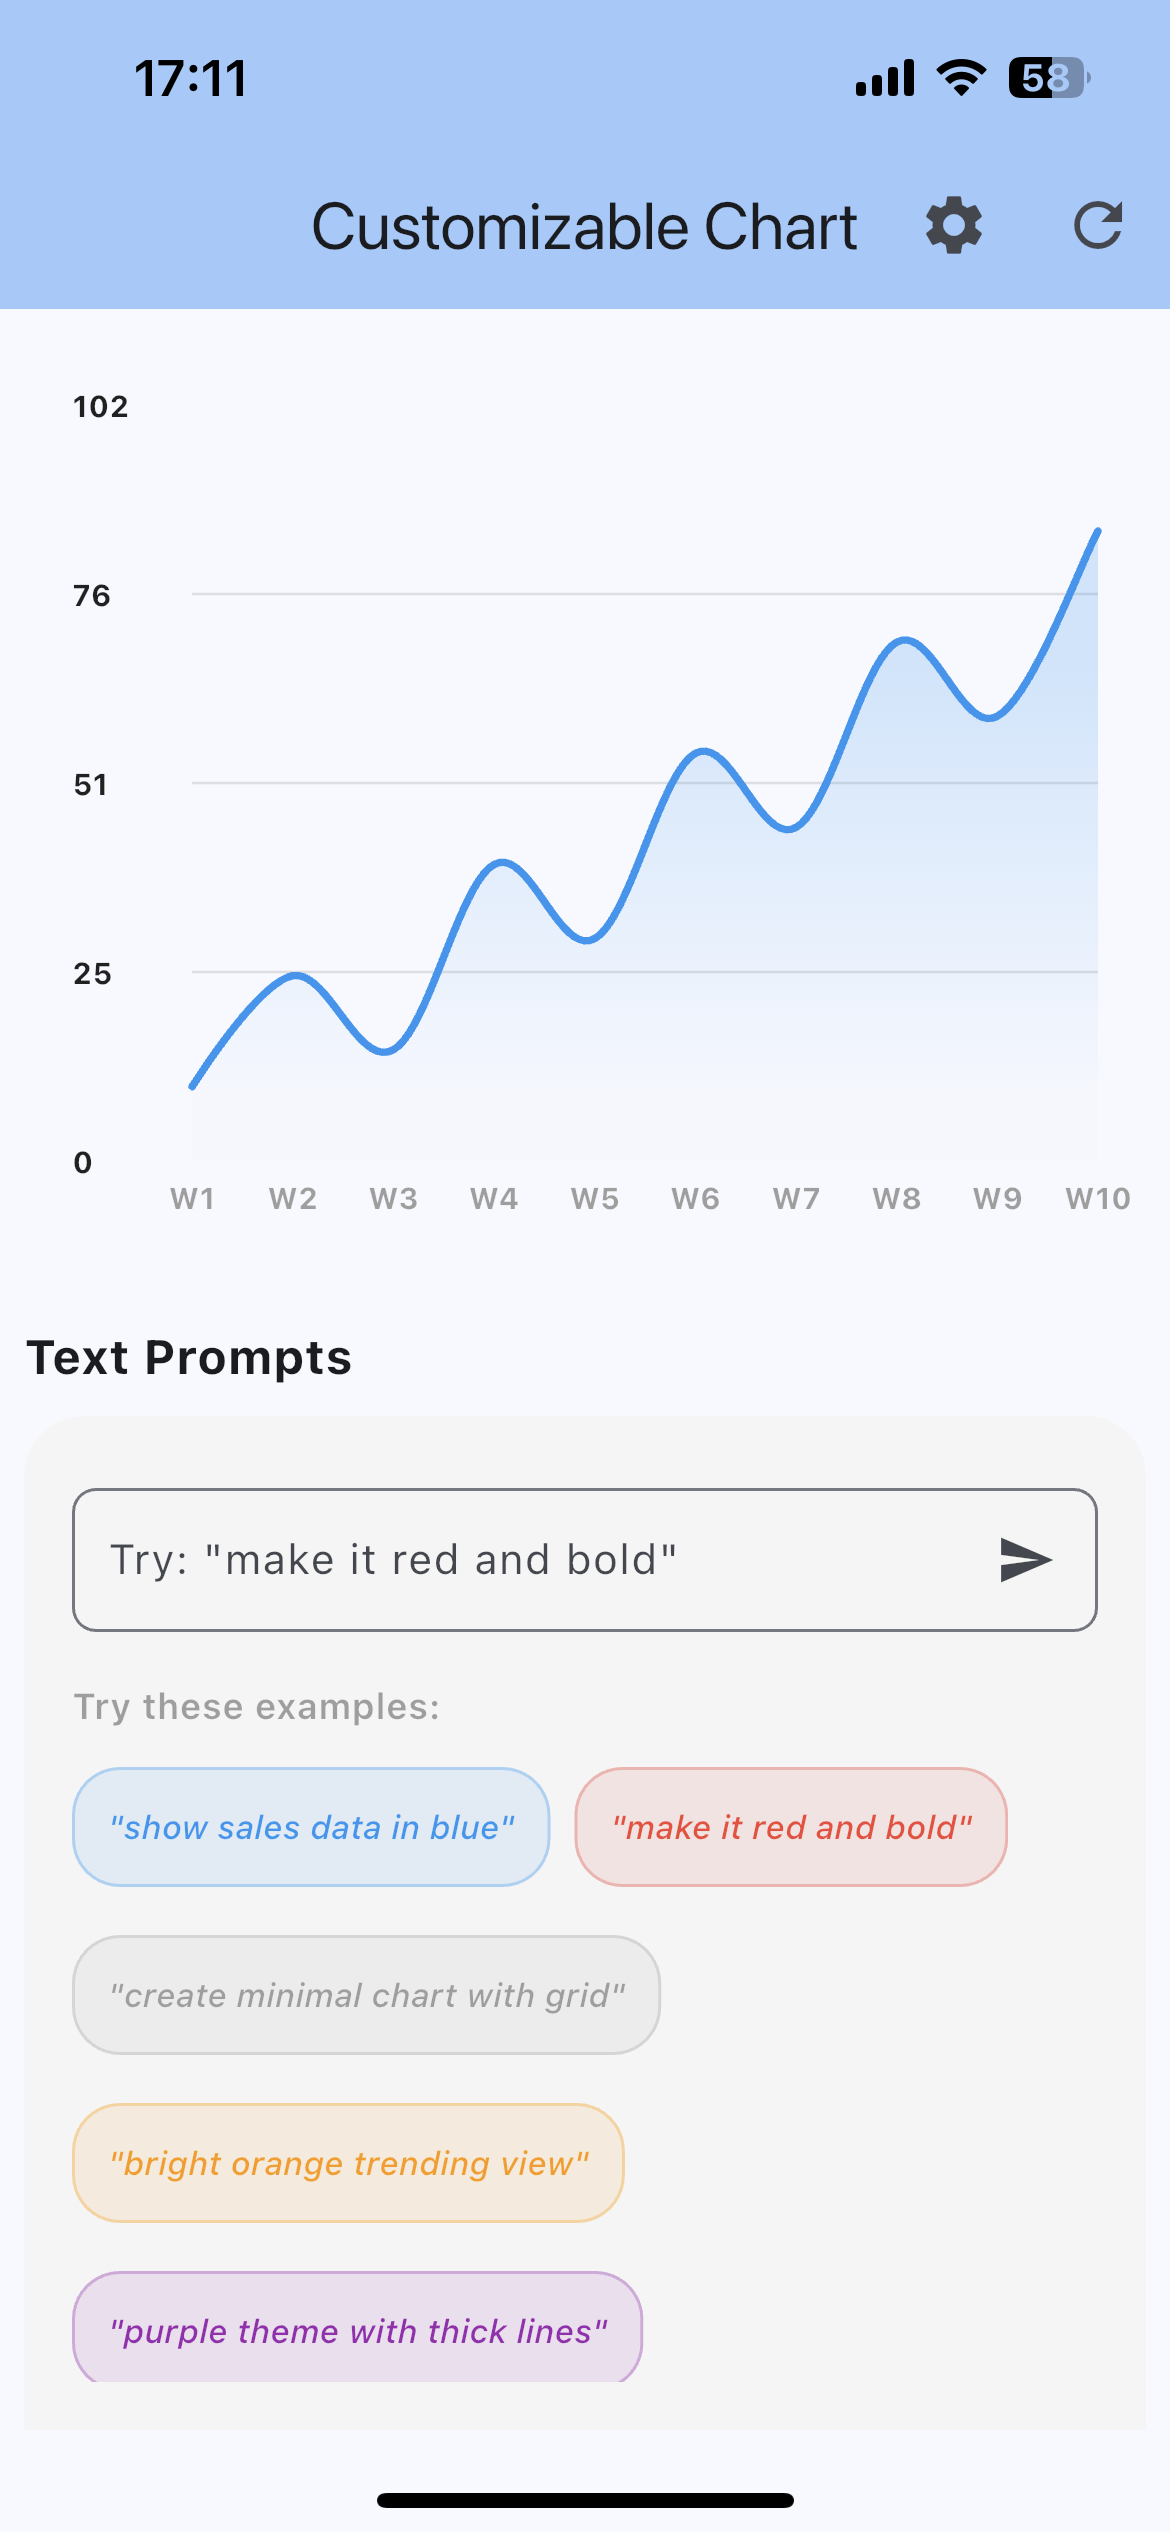 17:11
58
Customizable Chart
102
76
51
25
0
W1 W2 W3 W4 W5 W6 W7 W8 W9 W10
Text Prompts
Try: "make it red and bold"
Try these examples:
"show sales data in blue" "make it red and bold"
"create minimal chart with grid"
"bright orange trending view"
"purple theme with thick lines"